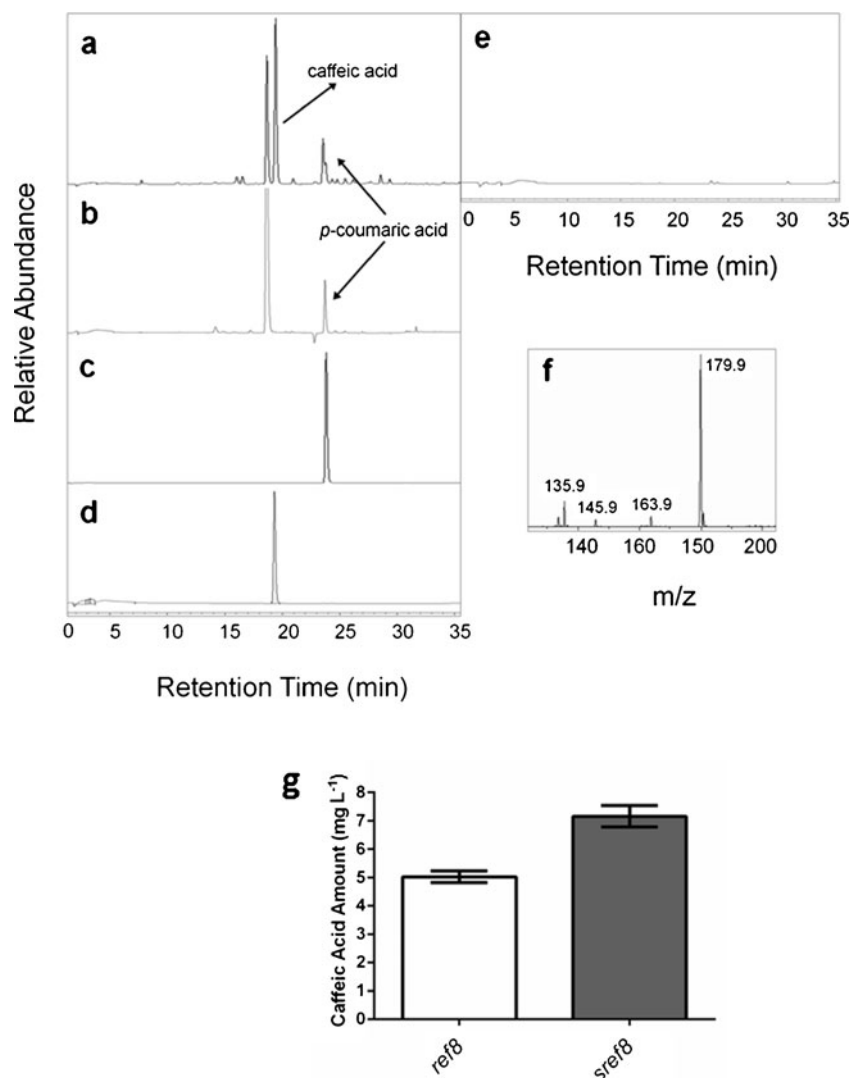 a
caffeic acid
e
b
p-coumaric acid
Relative Abundance
0 5 10 15 20 25 30 35
Retention Time (min)
c
f
179.9
135.9
145.9
163.9
140 160 150 200
m/z
d
0 5 10 15 20 25 30 35
Retention Time (min)
g
Caffeic Acid Amount (mg L-1)
8
7
6
5
4
3
2
1
0
ref8
sref8